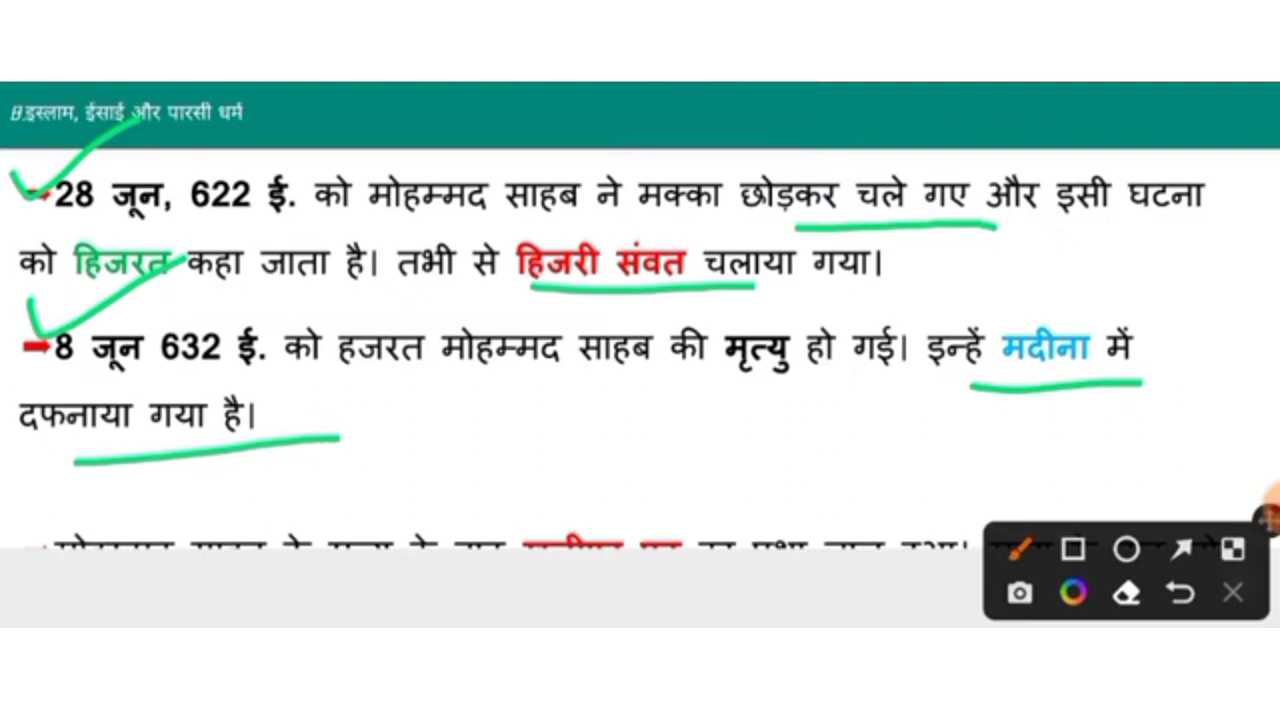 8.इस्लाम, ईसाई और पारसी धर्म
28 जून, 622 ई. को मोहम्मद साहब ने मक्का छोड़कर चले गए और इसी घटना
को हिजरत कहा जाता है। तभी से हिजरी संवत चलाया गया।
8 जून 632 ई. को हजरत मोहम्मद साहब की मृत्यु हो गई। इन्हें मदीना में
दफनाया गया है।